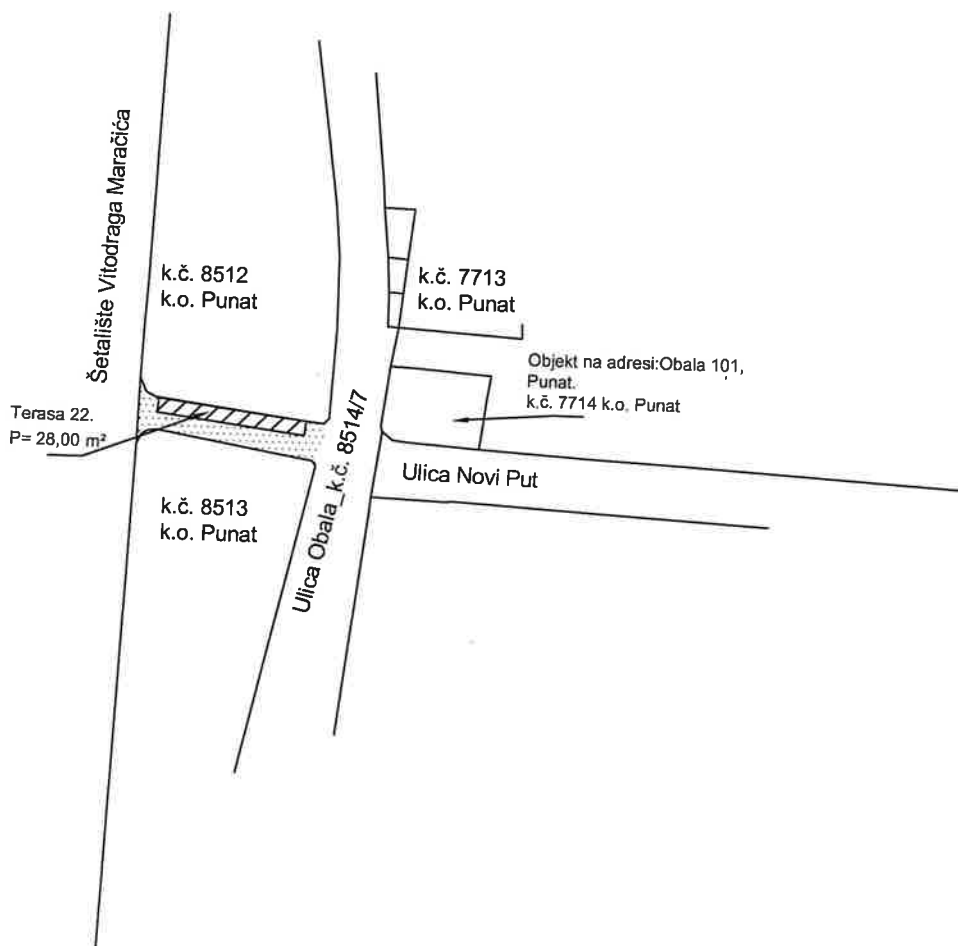 Šetalište Vitodraga Maračića
k.č. 8512
k.o. Punat
k.č. 7713
k.o. Punat
Objekt na adresi:Obala 101,
Punat.
k.č. 7714 k.o. Punat
Terasa 22.
P= 28,00 m²
Ulica Obala_k.č. 8514/7
Ulica Novi Put
k.č. 8513
k.o. Punat